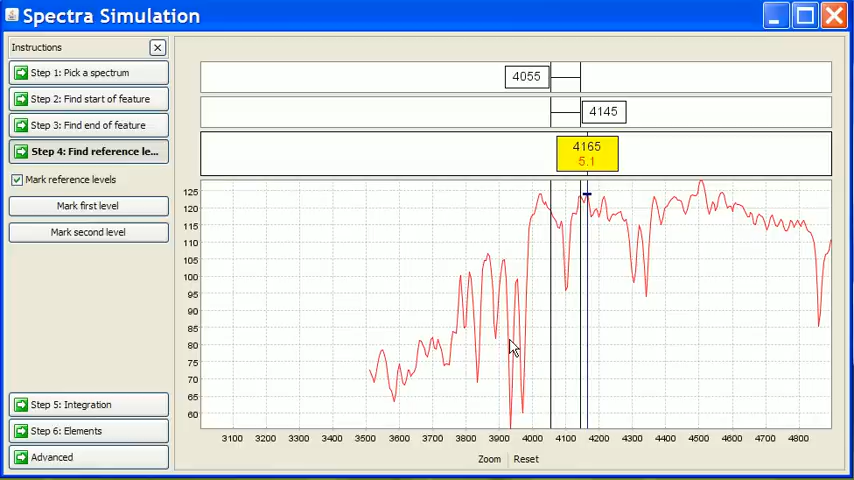 Spectra Simulation
Instructions
Step 1: Pick a spectrum
Step 2: Find start of feature
Step 3: Find end of feature
Step 4: Find reference le...
Mark reference levels
Mark first level
Mark second level
Step 5: Integration
Step 6: Elements
Advanced
4055
4145
4165
5.1
125
120
115
110
105
100
95
90
85
80
75
70
65
60
3100 3200 3300 3400 3500 3600 3700 3800 3900 4000 4100 4200 4300 4400 4500 4600 4700 4800
Zoom Reset